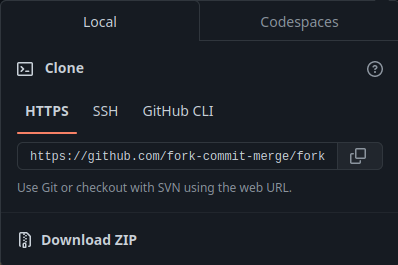 Local
Codespaces
Clone
HTTPS
SSH
GitHub CLI
https://github.com/fork-commit-merge/fork
Use Git or checkout with SVN using the web URL.
Download ZIP